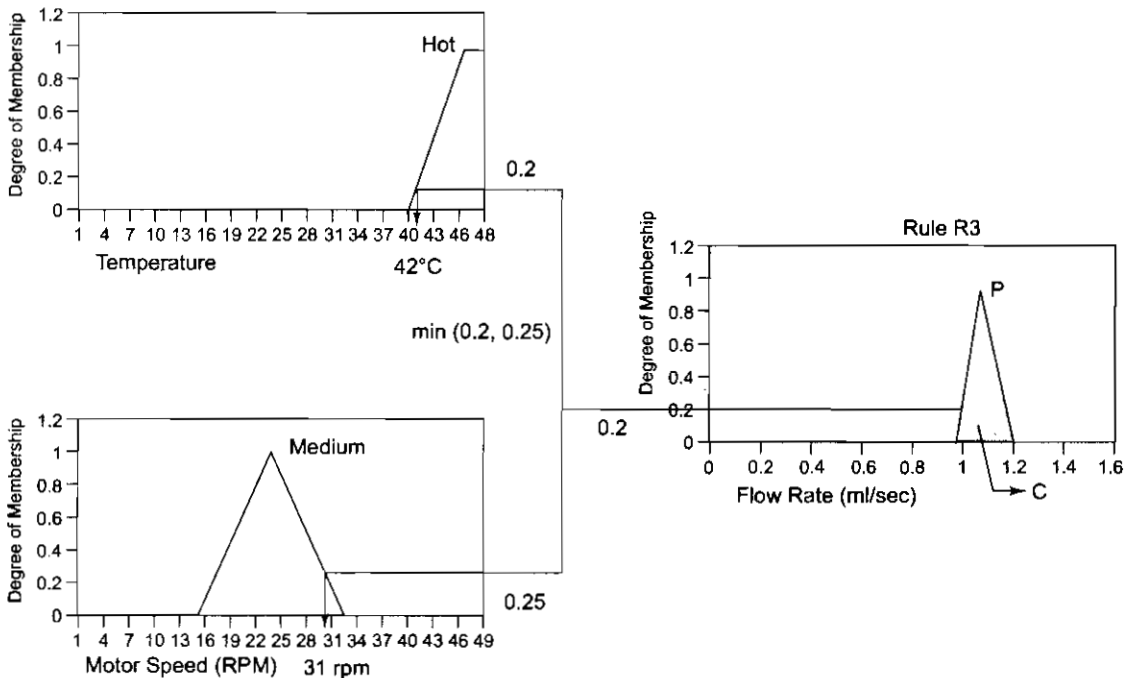 Degree of Membership
1.2
1
0.8
0.6
0.4
0.2
0
Hot
0.2
1 4 7 10 13 16 19 22 25 28 31 34 37 40 43 46 48
Temperature
42°C
min (0.2, 0.25)
Degree of Membership
1.2
1
0.8
0.6
0.4
0.2
0
Medium
0.25
1 4 7 10 13 16 19 22 25 28 31 34 37 40 43 46 49
Motor Speed (RPM)
31 rpm
0.2
Rule R3
Degree of Membership
1.2
1
0.8
0.6
0.4
0.2
0
P
0 0.2 0.4 0.6 0.8 1 1.2 1.4 1.6
Flow Rate (ml/sec)
C